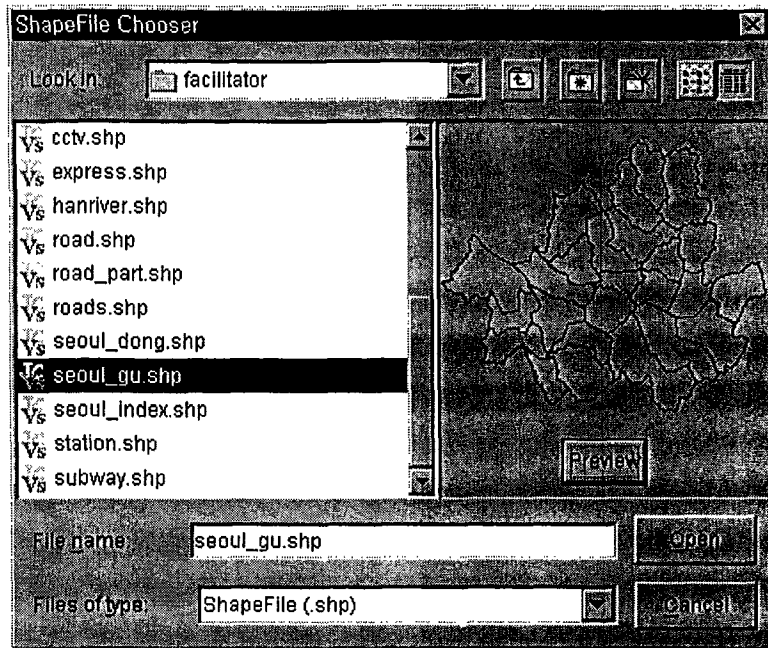 ShapeFile Chooser
Look in: facilitator
cctv.shp
express.shp
hanriver.shp
road.shp
road_part.shp
roads.shp
seoul_dong.shp
seoul_gu.shp
seoul_index.shp
station.shp
subway.shp
Preview
File name: seoul_gu.shp Open
Files of type: ShapeFile (.shp) Cancel